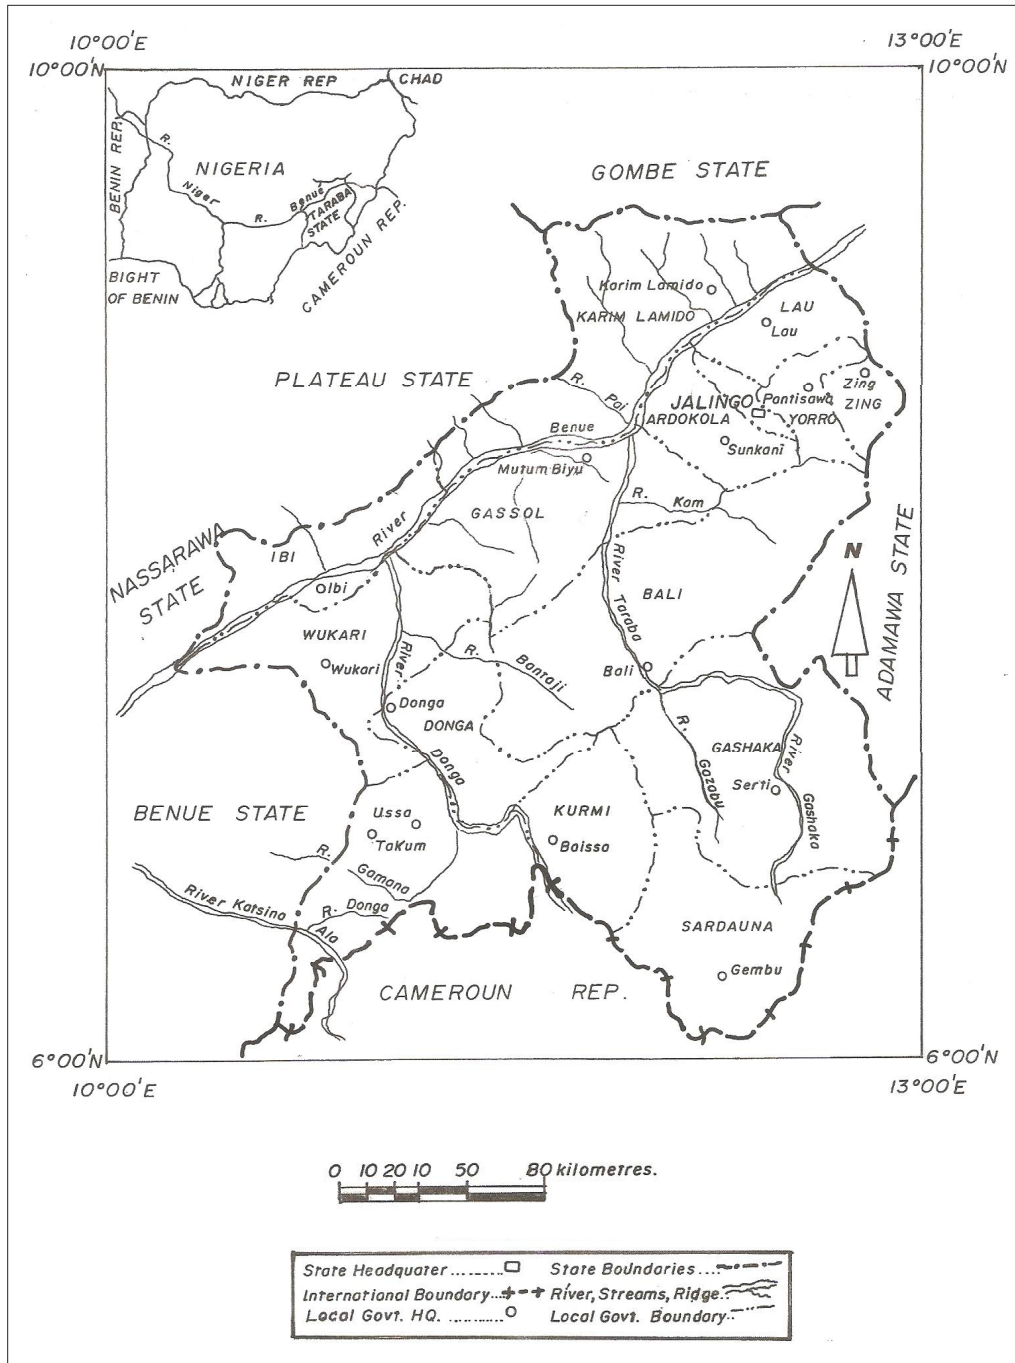 10°00'E
13°00'E
10°00'N
10°00'N
NIGER REP
CHAD
BENIN REP.
R.
Niger
NIGERIA
R.
Benué
TARABA
STATE
CAMEROUN REP.
BIGHT
OF BENIN
GOMBE STATE
Karim Lamido
KARIM LAMIDO
LAU
Lau
PLATEAU STATE
R.
Pai
JALINGO
Pantisawa
Zing
ZING
ARDOKOLA
YORRO
Sunkani
Benue
Mutum Biyu
GASSOL
R.
Kam
River
NASSARAWA
STATE
IBI
Ibi
River Taraba
BALI
N
ADAMAWA STATE
WUKARI
Wukari
River
R.
Bantaji
Bali
Donga
DONGA
Donga
R.
Gazabu
GASHAKA
River
Serti
Gashaka
BENUE STATE
Ussa
TaKum
KURMI
Baissa
R.
Gamana
River Katsina
Ala
R. Donga
SARDAUNA
Gembu
CAMEROUN REP.
6°00'N
6°00'N
10°00'E
13°00'E
0 10 20 10 50 80 kilometres.
State Headquater.........
State Boundaries....
International Boundary...
River, Streams, Ridge..
Local Govt. HQ. ..........
Local Govt. Boundary..